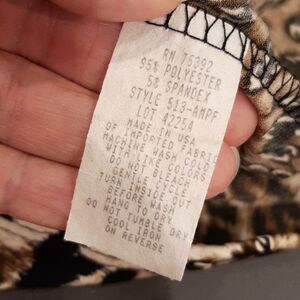 RN 76392
95% POLYESTER
5% SPANDEX
STYLE 513-AMPF
LOT 4225A
MADE IN USA
OF IMPORTED FABRIC
MACHINE WASH COLD
WITH LIKE COLORS
DO NOT BLEACH
GENTLE CYCLE
TURN INSIDE OUT
BEFORE WASH
HANG TO DRY
DO NOT TUMBLE DRY
COOL IRON
ON REVERSE